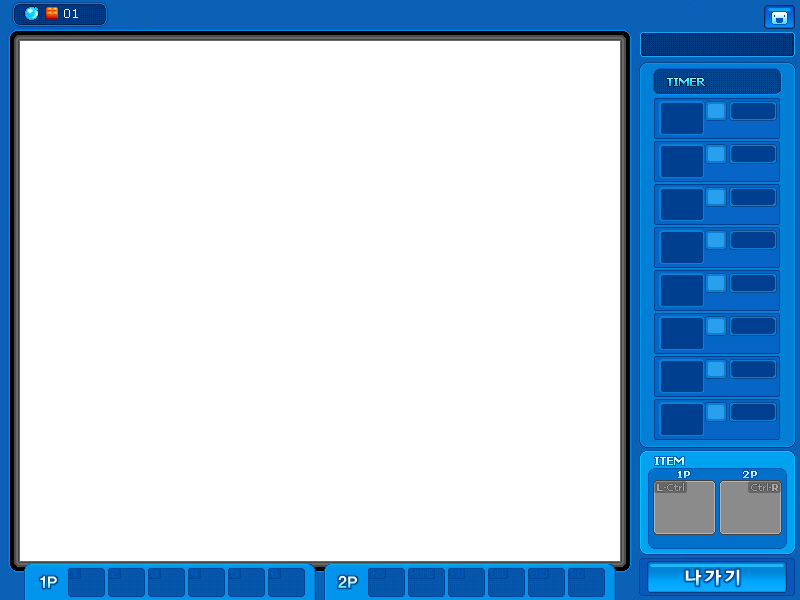 01
TIMER
ITEM
1P 2P
L-Ctrl Ctrl-R
1P 2P
나가기